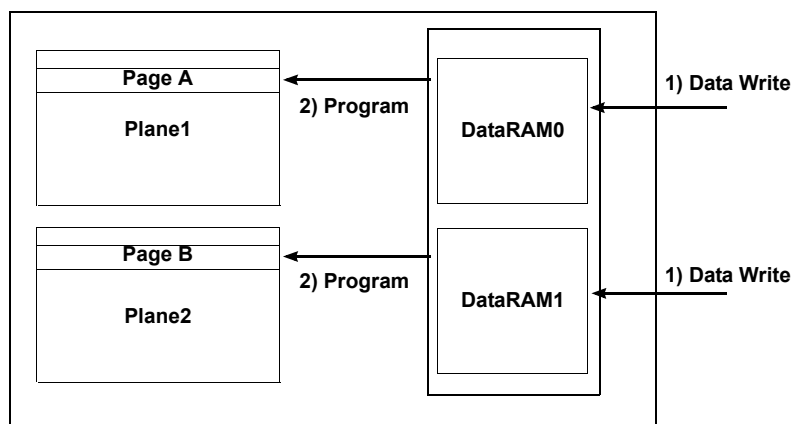 Page A
2) Program
Plane1
DataRAM0
1) Data Write
Page B
2) Program
Plane2
DataRAM1
1) Data Write